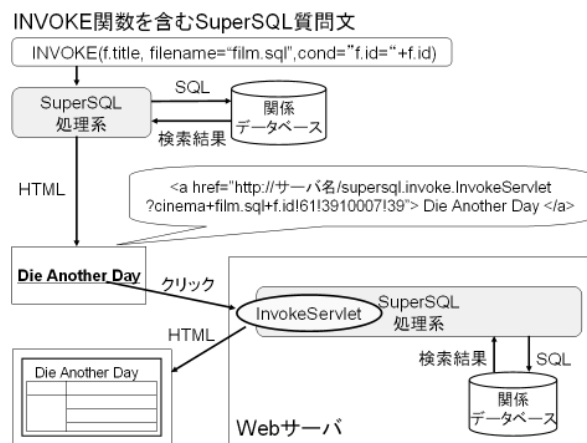 INVOKE関数を含むSuperSQL質問文
INVOKE(f.title, filename=“film.sql”,cond=”f.id=“+f.id)
SuperSQL
処理系
SQL
検索結果
関係
データベース
HTML
<a href=”http://サーバ名/supersql.invoke.InvokeServlet
?cinema+film.sql+f.id!61!3910007!39”> Die Another Day </a>
Die Another Day
クリック
InvokeServlet
SuperSQL
処理系
HTML
検索結果
SQL
関係
データベース
Die Another Day
Webサーバ